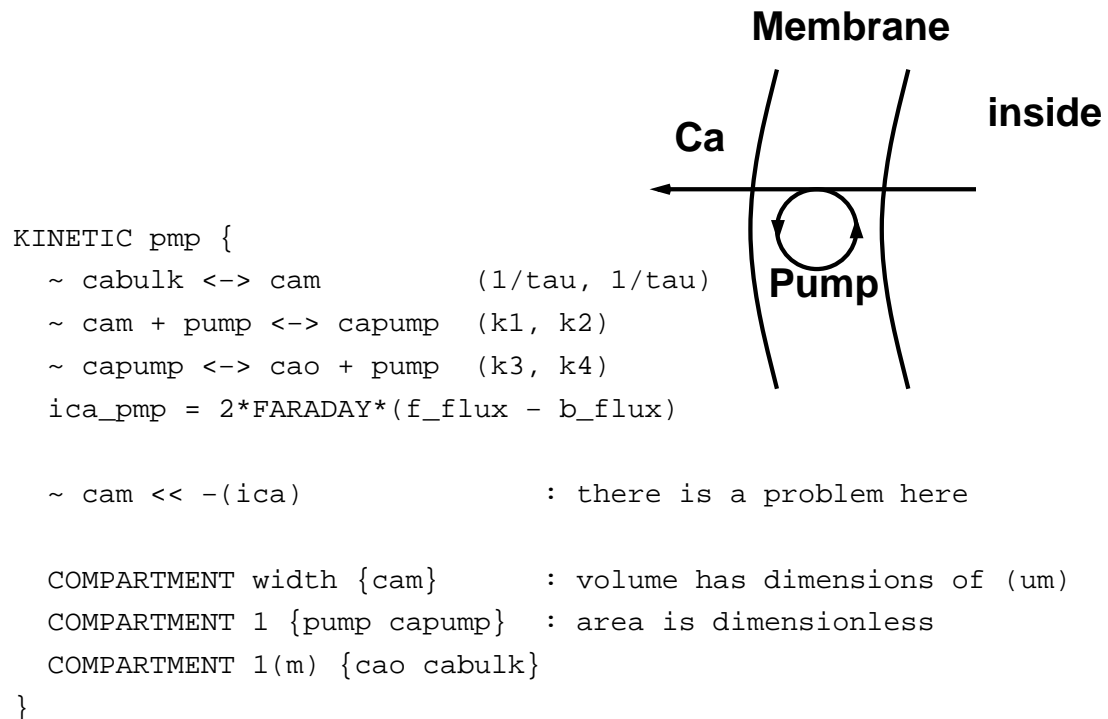 Membrane
inside
Ca
Pump
KINETIC pmp {
~ cabulk <-> cam (1/tau, 1/tau)
~ cam + pump <-> capump (k1, k2)
~ capump <-> cao + pump (k3, k4)
ica_pmp = 2*FARADAY*(f_flux - b_flux)
~ cam << -(ica) : there is a problem here
COMPARTMENT width {cam} : volume has dimensions of (um)
COMPARTMENT 1 {pump capump} : area is dimensionless
COMPARTMENT 1(m) {cao cabulk}
}